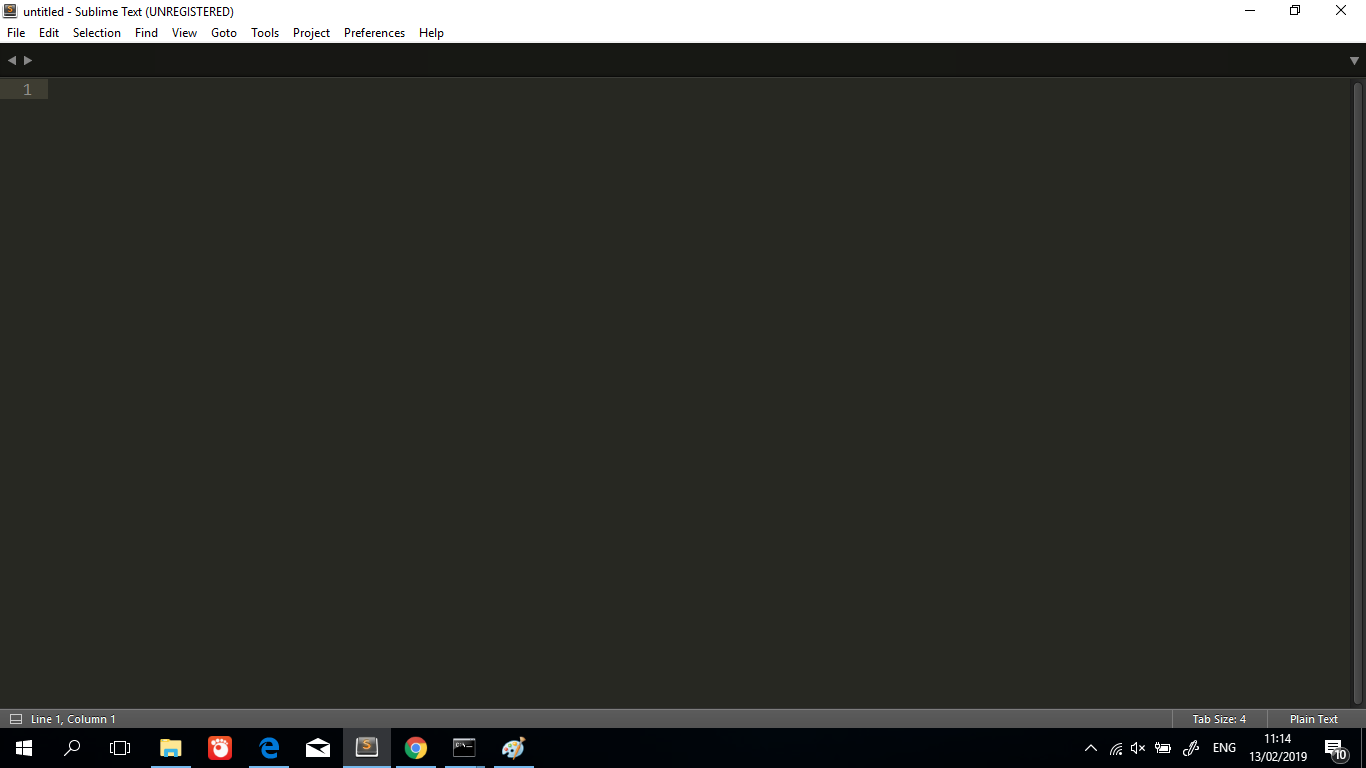 untitled - Sublime Text (UNREGISTERED)
File Edit Selection Find View Goto Tools Project Preferences Help
1
Line 1, Column 1 Tab Size: 4 Plain Text
ENG 11:14
13/02/2019 10